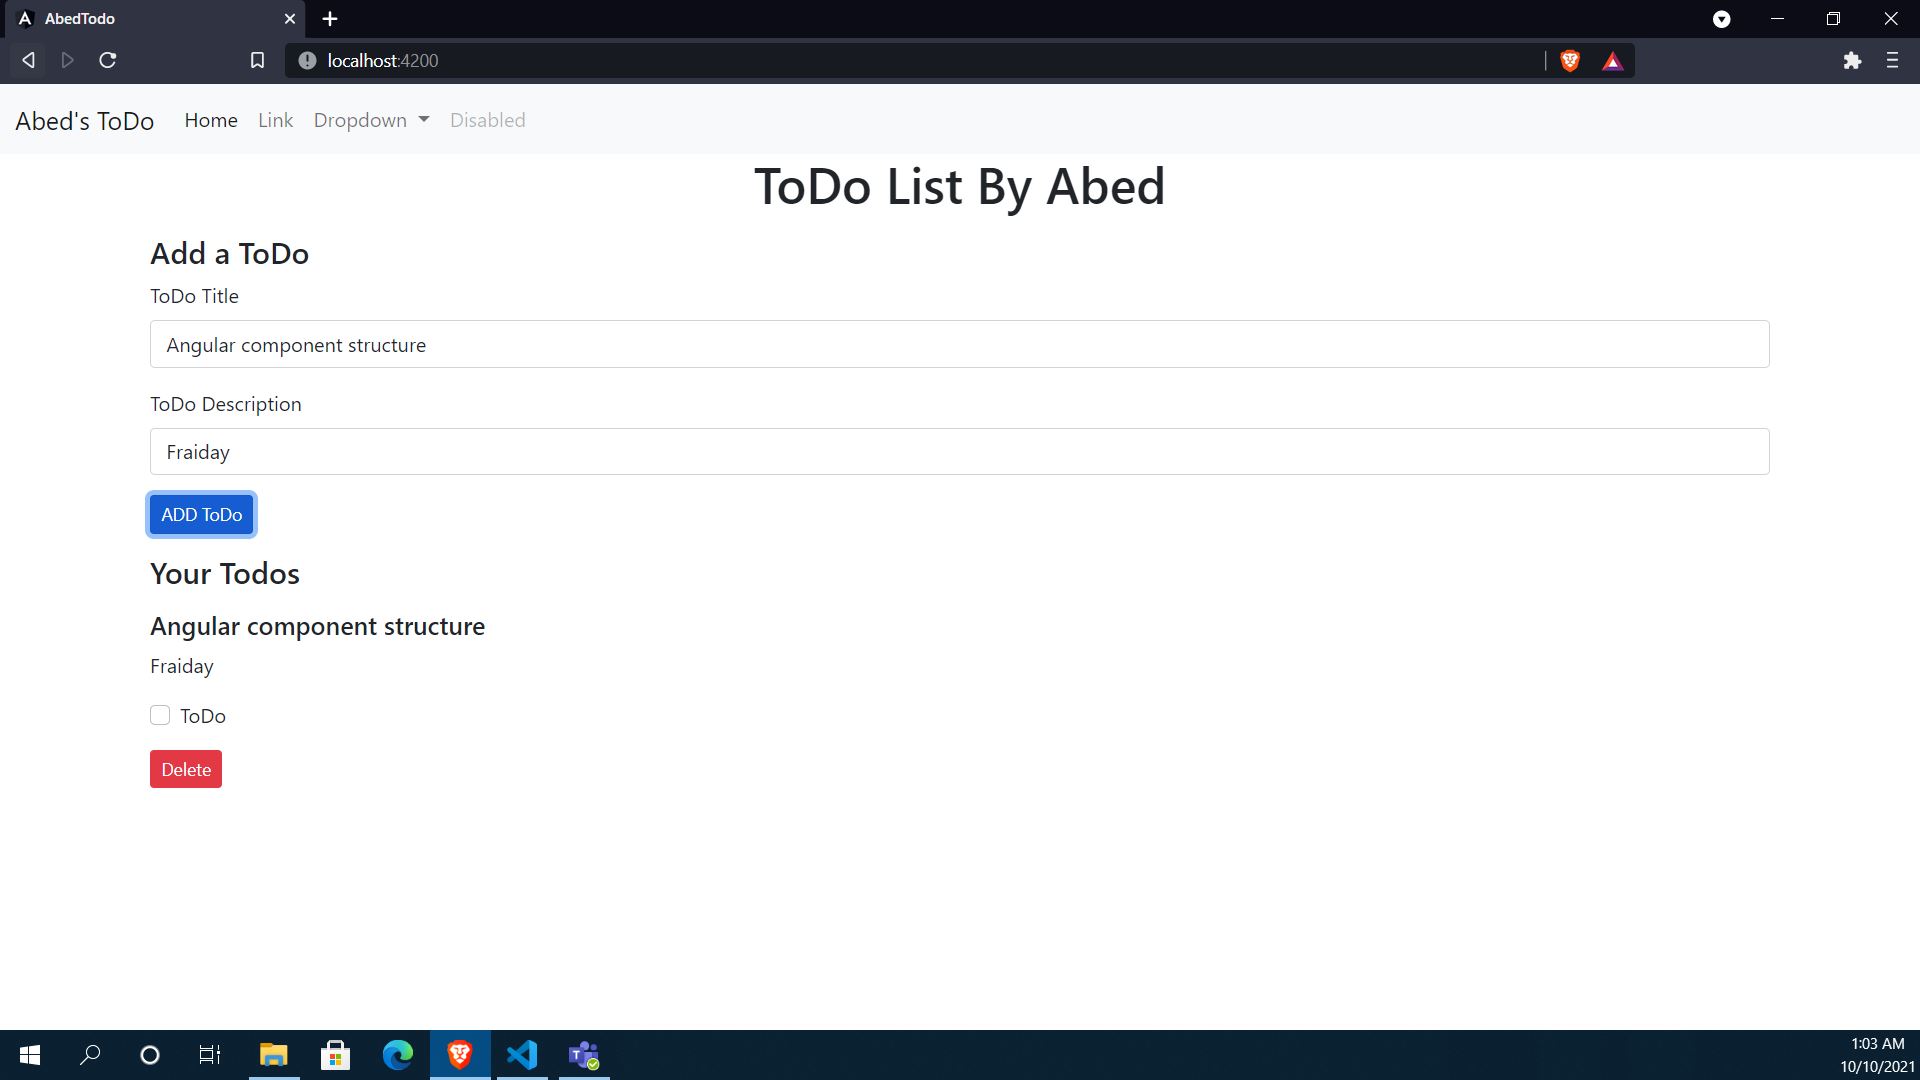 AbedTodo
localhost:4200
Abed's ToDo Home Link Dropdown Disabled
ToDo List By Abed
Add a ToDo
ToDo Title
Angular component structure
ToDo Description
Fraiday
ADD ToDo
Your Todos
Angular component structure
Fraiday
ToDo
Delete
1:03 AM
10/10/2021